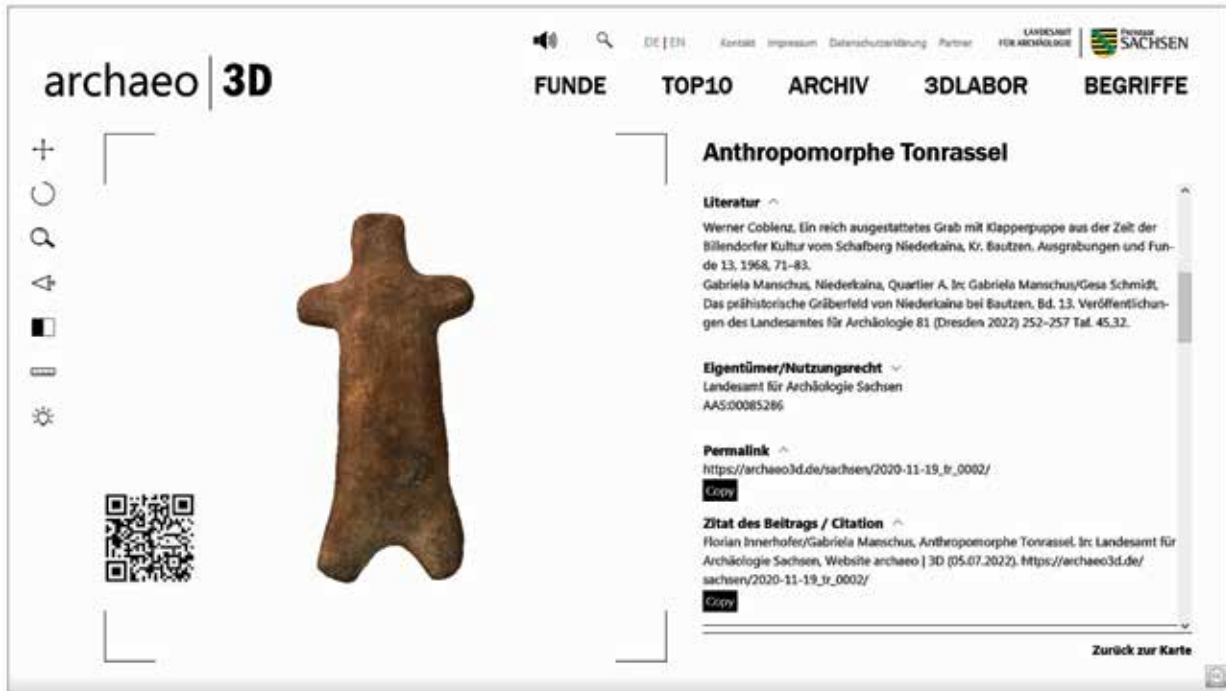 DE | EN
Kontakt Impressum Datenschutzerklärung Partner
LANDESAMT
FÜR ARCHÄOLOGIE
Freistaat
SACHSEN
archaeo | 3D
FUNDE TOP10 ARCHIV 3DLABOR BEGRIFFE
Anthropomorphe Tonrassel
Literatur
Werner Coblenz, Ein reich ausgestattetes Grab mit Klapperpuppe aus der Zeit der
Billendorfer Kultur vom Schafberg Niederkaina, Kr. Bautzen. Ausgrabungen und Fun-
de 13, 1968, 71–83.
Gabriela Manschus, Niederkaina, Quartier A. In: Gabriela Manschus/Gesa Schmidt,
Das prähistorische Gräberfeld von Niederkaina bei Bautzen. Bd. 13. Veröffentlichun-
gen des Landesamtes für Archäologie 81 (Dresden 2022) 252–257 Taf. 45,32.
Eigentümer/Nutzungsrecht
Landesamt für Archäologie Sachsen
AAS:00085286
Permalink
https://archaeo3d.de/sachsen/2020-11-19_tr_0002/
Copy
Zitat des Beitrags / Citation
Florian Innerhofer/Gabriela Manschus, Anthropomorphe Tonrassel. In: Landesamt für
Archäologie Sachsen, Website archaeo | 3D (05.07.2022). https://archaeo3d.de/
sachsen/2020-11-19_tr_0002/
Copy
Zurück zur Karte